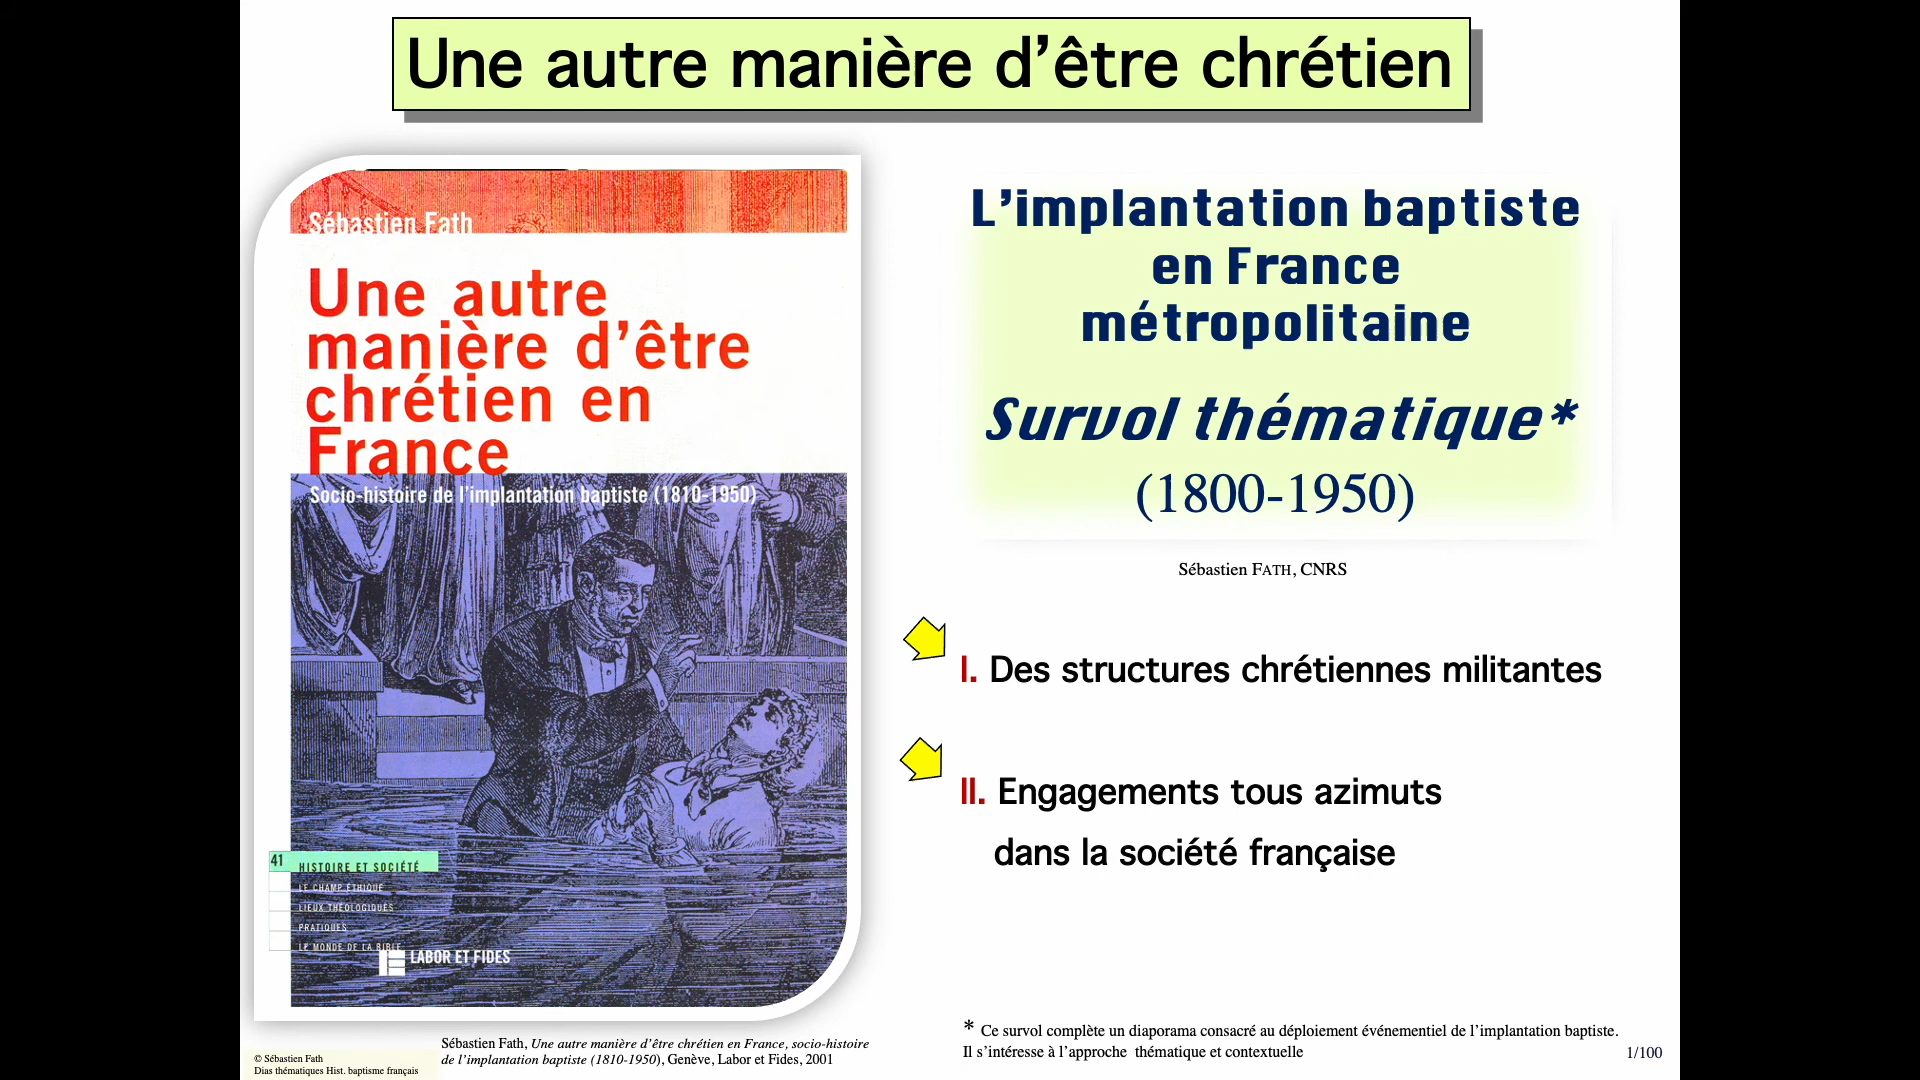 Une autre manière d’être chrétien
Sébastien Fath
Une autre
manière d’être
chrétien en
France
Socio-histoire de l’implantation baptiste (1810-1950)
41
HISTOIRE ET SOCIÉTÉ
LE CHAMP ÉTHIQUE
LIEUX THÉOLOGIQUES
PRATIQUES
LE MONDE DE LA BIBLE
LABOR ET FIDES
L’implantation baptiste
en France
métropolitaine
Survol thématique*
(1800-1950)
Sébastien FATH, CNRS
I. Des structures chrétiennes militantes
II. Engagements tous azimuts
dans la société française
* Ce survol complète un diaporama consacré au déploiement événementiel de l’implantation baptiste.
Il s’intéresse à l’approche thématique et contextuelle
1/100
Sébastien Fath, Une autre manière d’être chrétien en France, socio-histoire
de l’implantation baptiste (1810-1950), Genève, Labor et Fides, 2001
© Sébastien Fath
Dias thématiques Hist. baptisme français